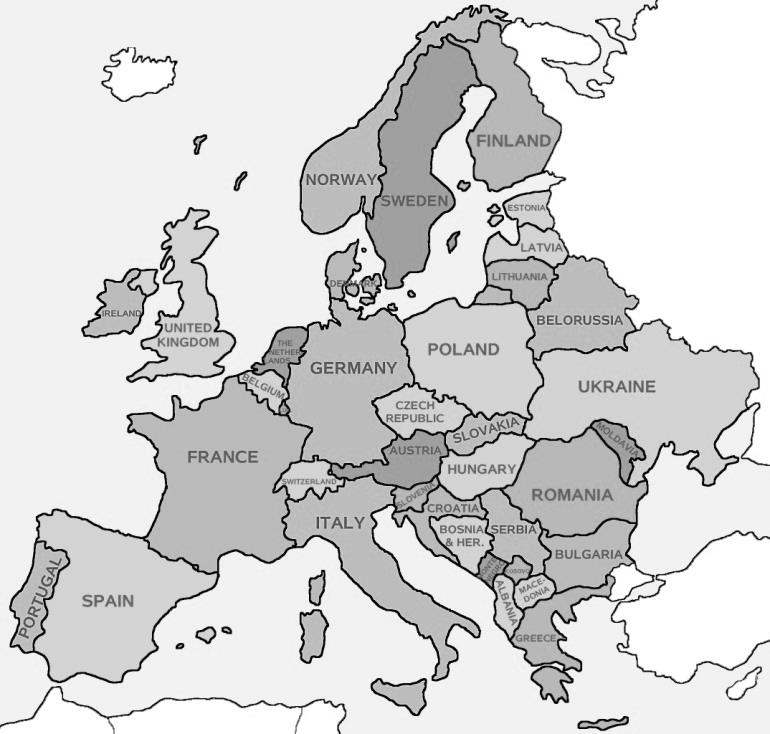 FINLAND
NORWAY
SWEDEN
ESTONIA
LATVIA
LITHUANIA
DENMARK
IRELAND
UNITED
KINGDOM
BELORUSSIA
THE
NETHER
LANDS
GERMANY
POLAND
UKRAINE
BELGIUM
CZECH
REPUBLIC
SLOVAKIA
MOLDAVIA
FRANCE
AUSTRIA
SWITZERLAND
HUNGARY
ROMANIA
SLOVENIA
CROATIA
ITALY
BOSNIA
& HER.
SERBIA
BULGARIA
MONTE
NEGRO
KOSOVO
PORTUGAL
SPAIN
ALBANIA
MACE-
DONIA
GREECE